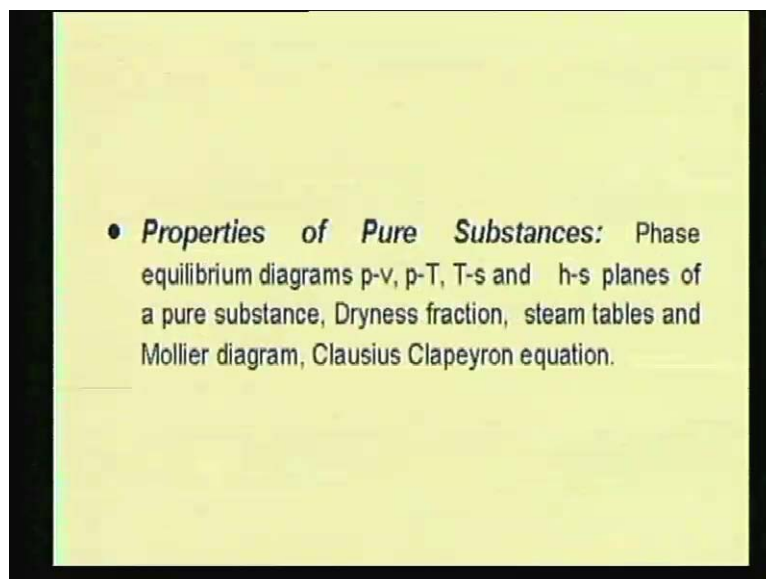 • Properties of Pure Substances: Phase
equilibrium diagrams p-v, p-T, T-s and h-s planes of
a pure substance, Dryness fraction, steam tables and
Mollier diagram, Clausius Clapeyron equation.